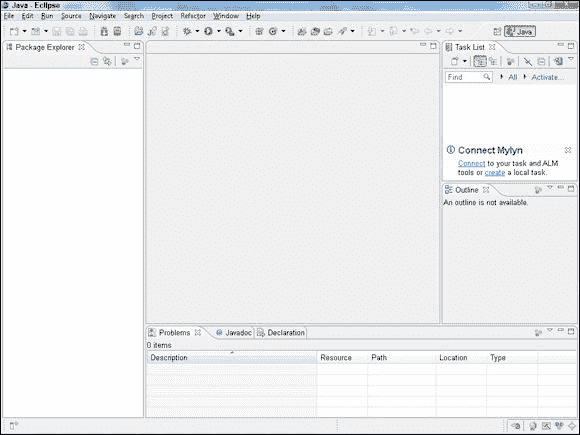 Java - Eclipse
File Edit Run Source Navigate Search Project Refactor Window Help
Java
Package Explorer
Task List
Find All Activate...
Connect Mylyn
Connect to your task and ALM
tools or create a local task.
Outline
An outline is not available.
Problems Javadoc Declaration
0 items
Description Resource Path Location Type